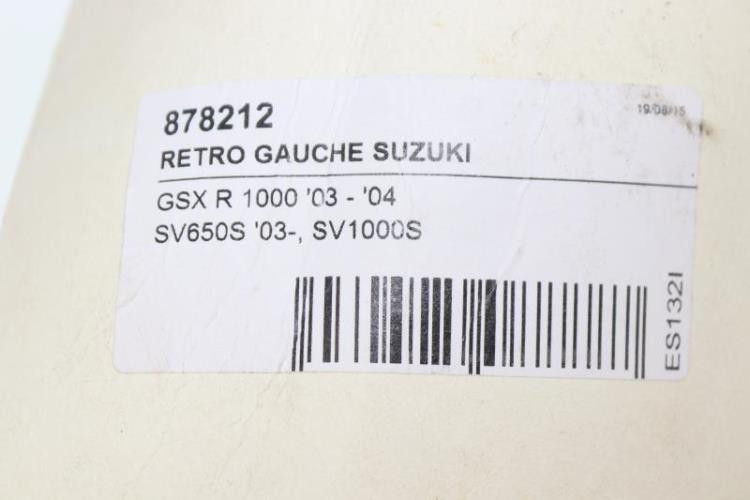 878212
19/08/15
RETRO GAUCHE SUZUKI
GSX R 1000 '03 - '04
SV650S '03-, SV1000S
ES132I